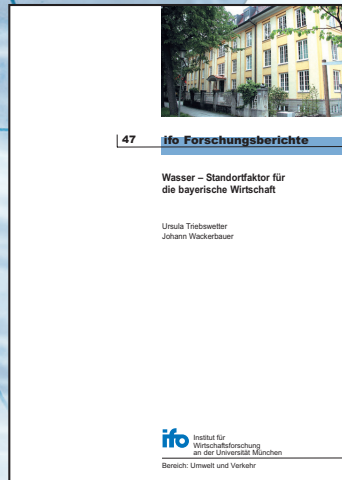 47
ifo Forschungsberichte
Wasser – Standortfaktor für
die bayerische Wirtschaft
Ursula Triebswetter
Johann Wackerbauer
ifo Institut für
Wirtschaftsforschung
an der Universität München
Bereich: Umwelt und Verkehr